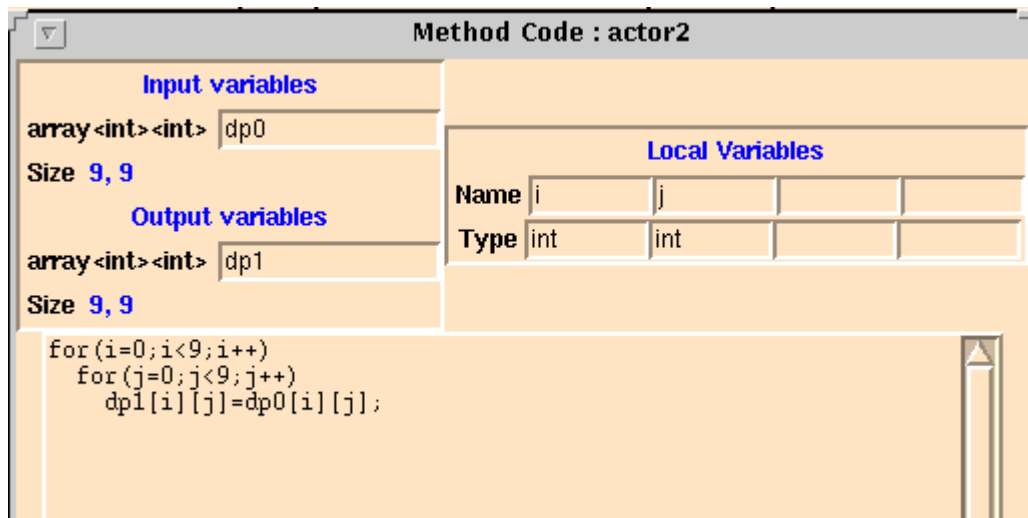 Method Code : actor2
Input variables
array<int><int> dp0
Size 9, 9
Output variables
array<int><int> dp1
Size 9, 9
Local Variables
Name i j
Type int int
for(i=0;i<9;i++)
for(j=0;j<9;j++)
dp1[i][j]=dp0[i][j];